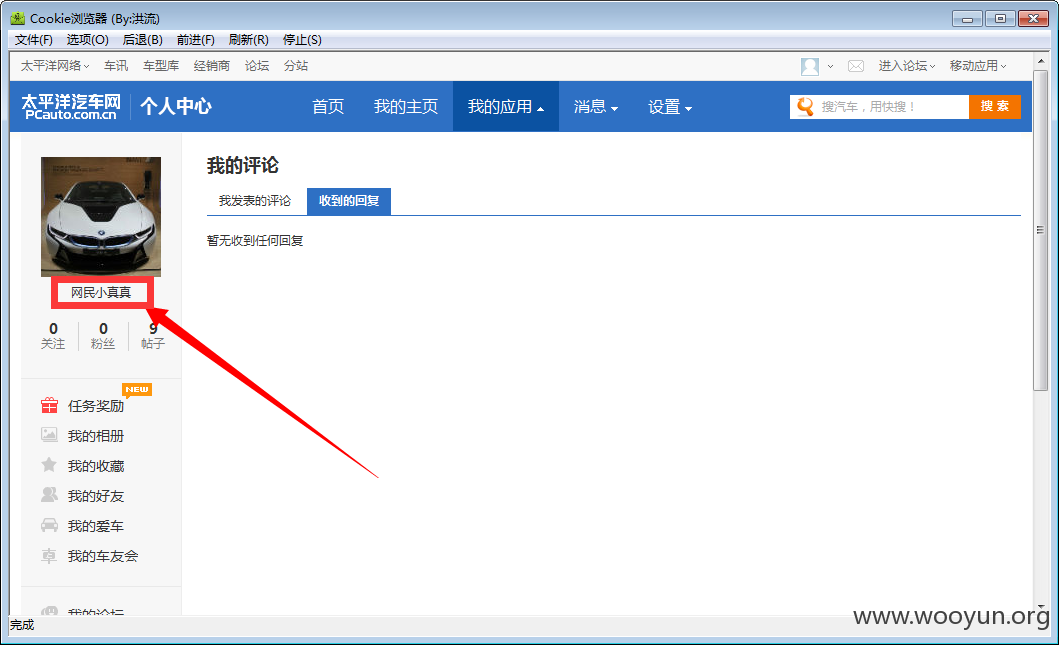 Cookie浏览器 (By:洪流)
文件(F) 选项(O) 后退(B) 前进(F) 刷新(R) 停止(S)
太平洋网络 车讯 车型库 经销商 论坛 分站 进入论坛 移动应用
太平洋汽车网 PCauto.com.cn 个人中心 首页 我的主页 我的应用 消息 设置 搜汽车，用快搜！ 搜 索
我的评论
我发表的评论 收到的回复
暂无收到任何回复
网民小真真
0 0 9
关注 粉丝 帖子
NEW
任务奖励
我的相册
我的收藏
我的好友
我的爱车
我的车友会
我的论坛
www.wooyun.org
完成